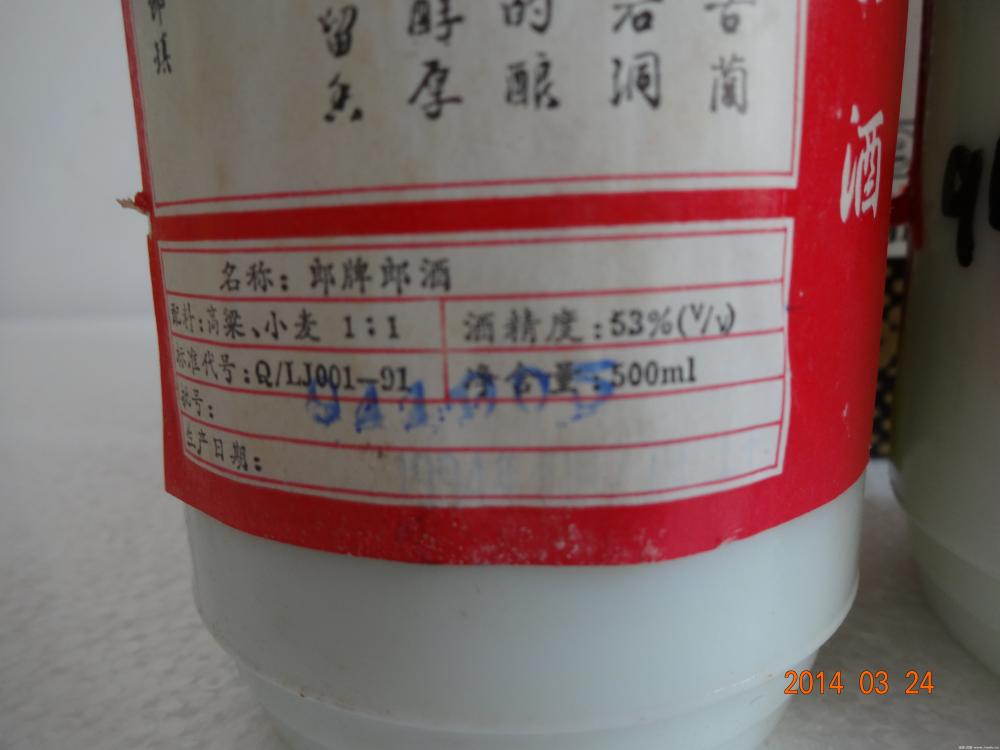 留香
醇厚
的酿
岩洞
兰
酒
名称：郎牌郎酒
配料：高粱、小麦 1：1
酒精度：53%(V/V)
标准代号：Q/LJ001-91
净含量：500ml
批号：
生产日期：
2014 03 24